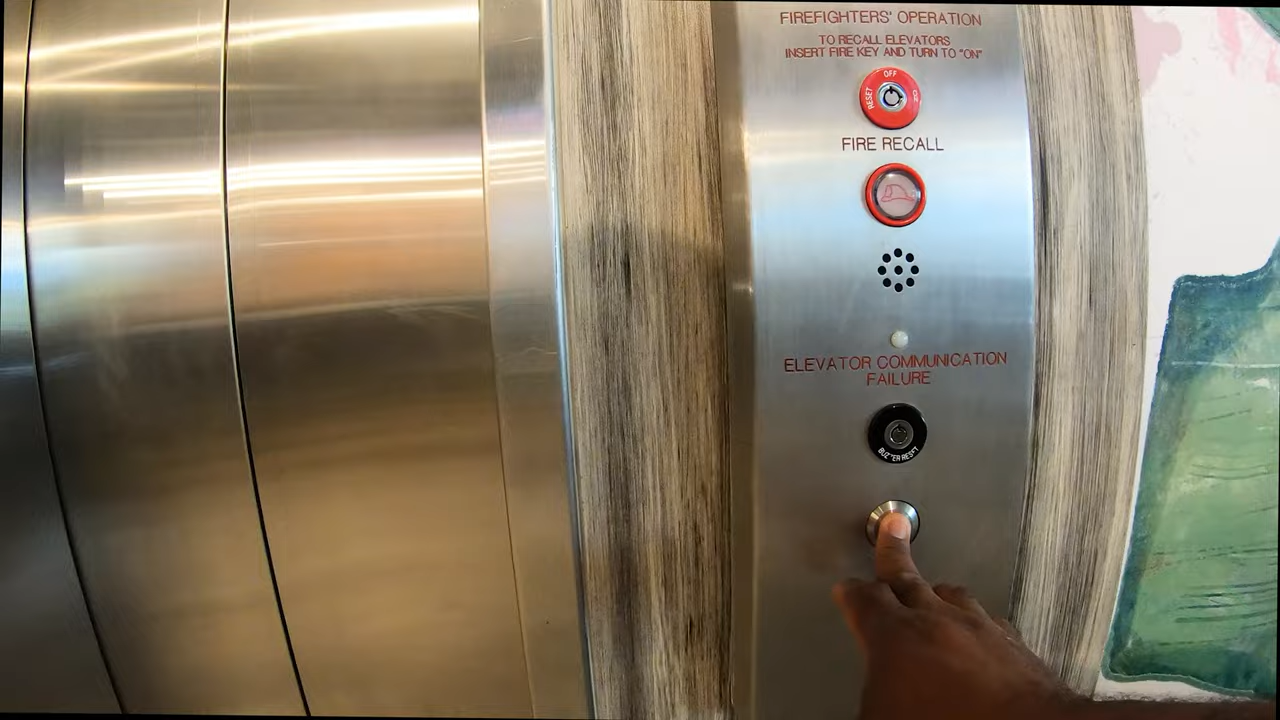 FIREFIGHTERS' OPERATION
TO RECALL ELEVATORS
INSERT FIRE KEY AND TURN TO "ON"
OFF
RESET
ON
FIRE RECALL
ELEVATOR COMMUNICATION
FAILURE
BUZZER RESET